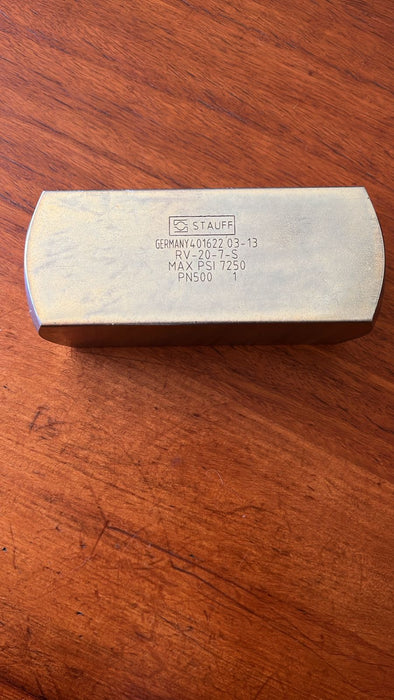 STAUFF
GERMANY 401622 03-13
RV-20-7-S
MAX PSI 7250
PN500 1